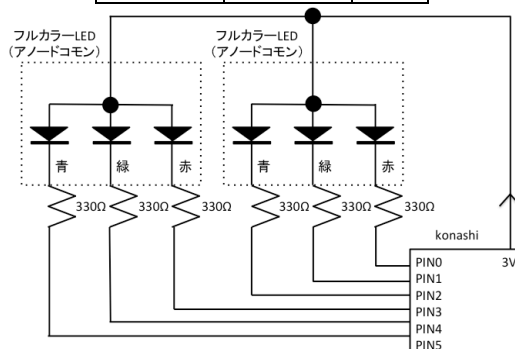 フルカラーLED
（アノードコモン）
フルカラーLED
（アノードコモン）
青
緑
赤
青
緑
赤
330Ω
330Ω
330Ω
330Ω
330Ω
330Ω
konashi
PIN0
3V
PIN1
PIN2
PIN3
PIN4
PIN5